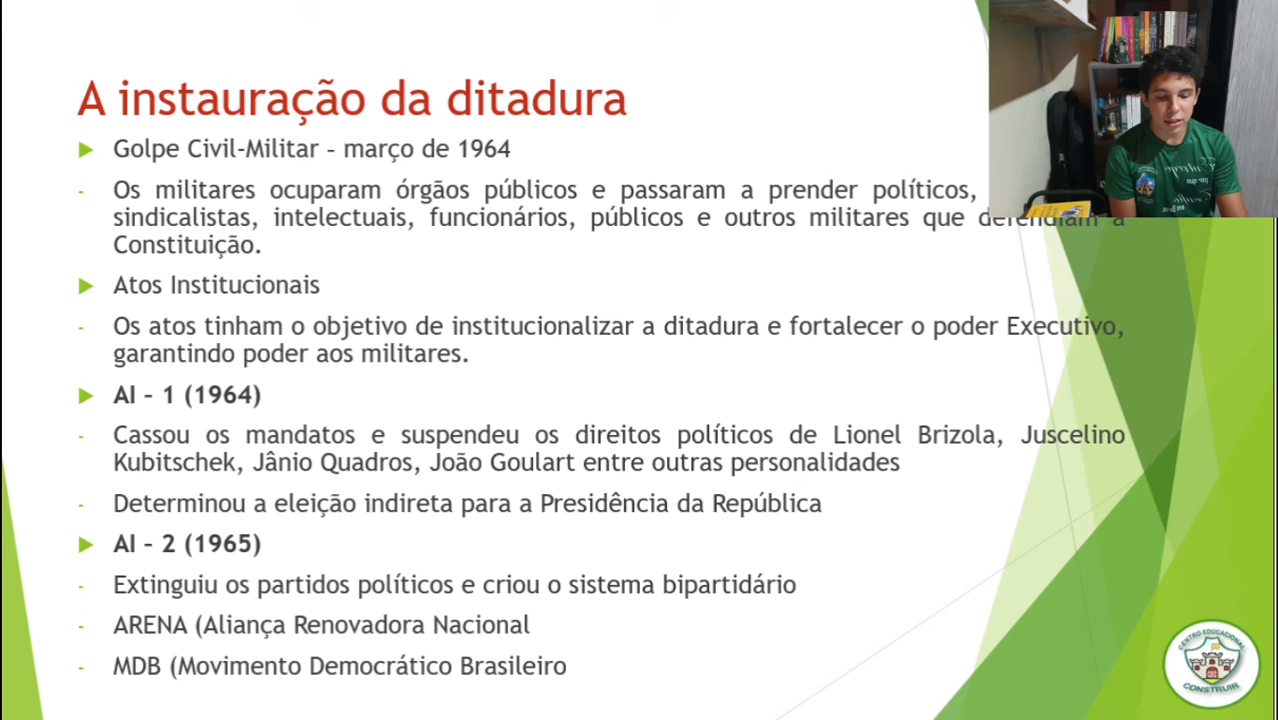 A instauração da ditadura
Golpe Civil-Militar – março de 1964
- Os militares ocuparam órgãos públicos e passaram a prender políticos,
sindicalistas, intelectuais, funcionários, públicos e outros militares que defendiam a
Constituição.
Atos Institucionais
- Os atos tinham o objetivo de institucionalizar a ditadura e fortalecer o poder Executivo,
garantindo poder aos militares.
AI – 1 (1964)
- Cassou os mandatos e suspendeu os direitos políticos de Lionel Brizola, Juscelino
Kubitschek, Jânio Quadros, João Goulart entre outras personalidades
- Determinou a eleição indireta para a Presidência da República
AI – 2 (1965)
- Extinguiu os partidos políticos e criou o sistema bipartidário
- ARENA (Aliança Renovadora Nacional
- MDB (Movimento Democrático Brasileiro
CENTRO EDUCACIONAL
CEC
CONSTRUIR